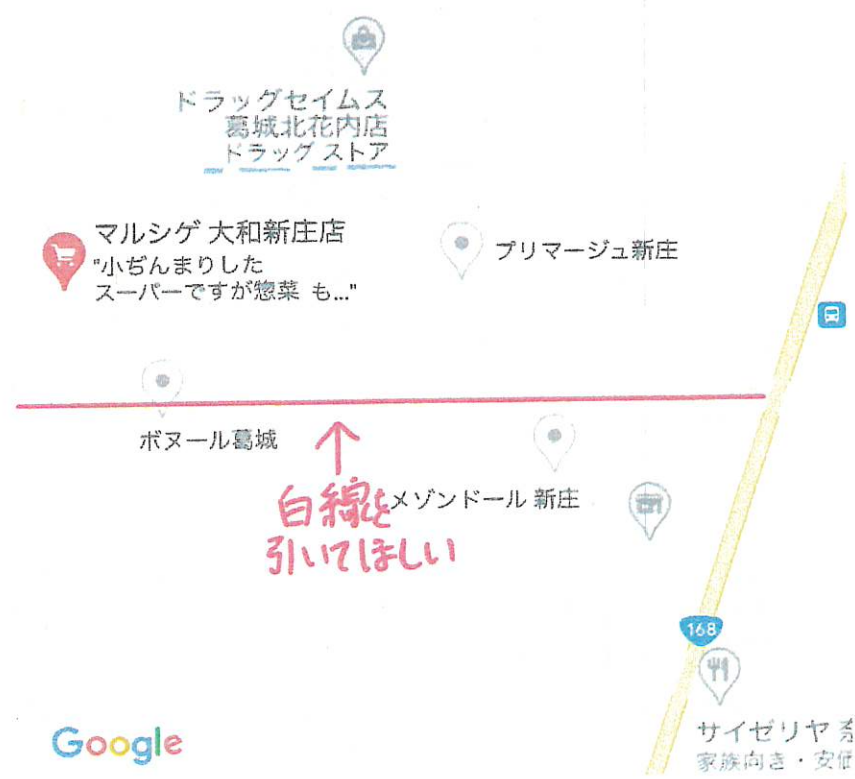 ドラッグセイムス
葛城北花内店
ドラッグストア
マルシゲ 大和新庄店
"小ぢんまりした
スーパーですが惣菜 も..."
プリマージュ新庄
ボヌール葛城
白線を
引いてほしい
メゾンドール 新庄
168
サイゼリヤ
家族向き・安価
Google